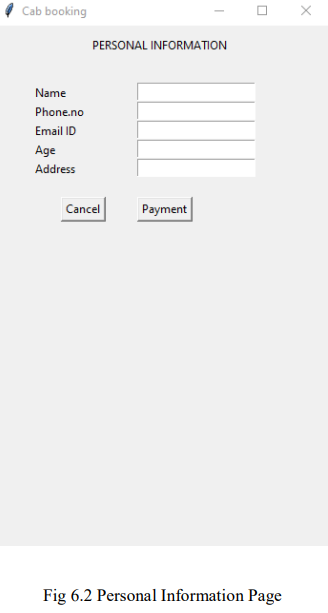 Cab booking
PERSONAL INFORMATION
Name
Phone.no
Email ID
Age
Address
Cancel Payment
Fig 6.2 Personal Information Page